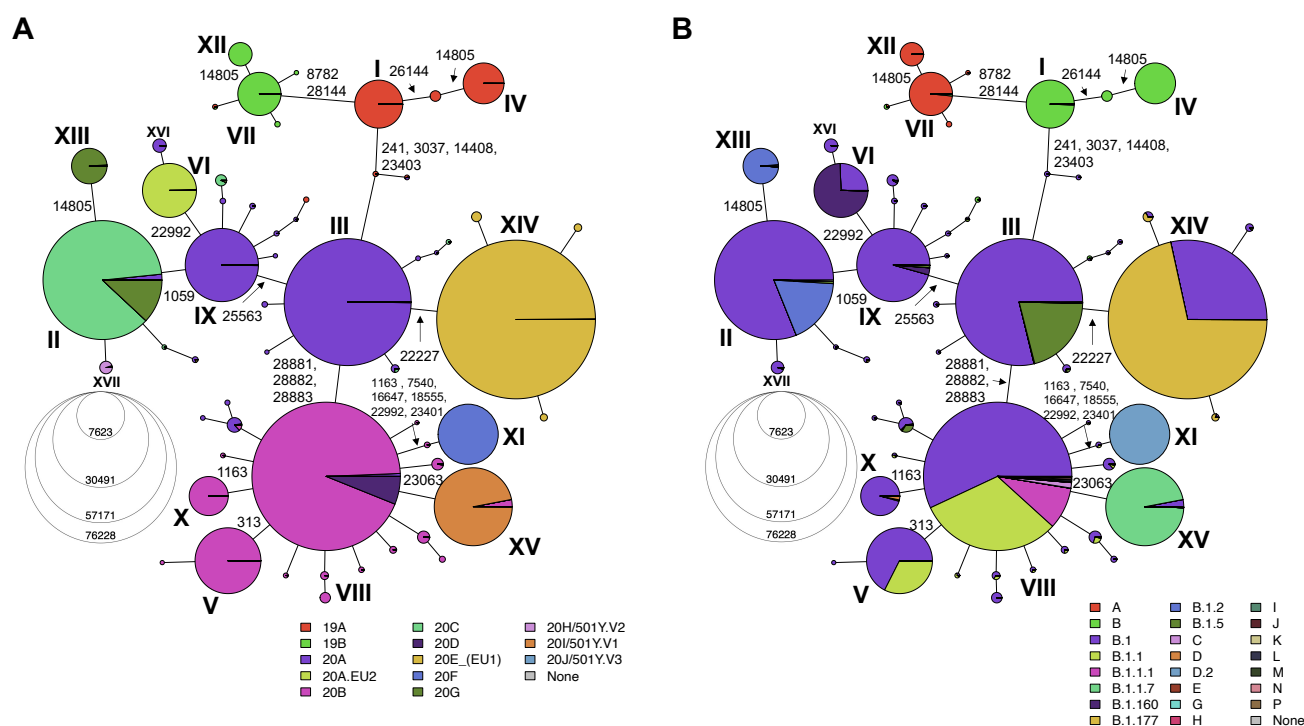 A
XII
14805
8782
28144
VII
I
26144
14805
IV
241, 3037, 14408,
23403
XIII
14805
XVI
VI
22992
III
XIV
1059
IX
25563
II
22227
XVII
28881,
28882,
28883
1163 , 7540,
16647, 18555,
22992, 23401
XI
7623
30491
57171
76228
1163
X
23063
313
XV
V
VIII
19A
19B
20A
20A.EU2
20B
20C
20D
20E_(EU1)
20F
20G
20H/501Y.V2
20I/501Y.V1
20J/501Y.V3
None
B
XII
14805
8782
28144
VII
I
26144
14805
IV
241, 3037, 14408,
23403
XIII
14805
XVI
VI
22992
III
XIV
1059
IX
25563
II
22227
XVII
28881,
28882,
28883
1163 , 7540,
16647, 18555,
22992, 23401
XI
7623
30491
57171
76228
1163
X
23063
313
XV
V
VIII
A
B
B.1
B.1.1
B.1.1.1
B.1.1.7
B.1.160
B.1.177
B.1.2
B.1.5
C
D
D.2
E
G
H
I
J
K
L
M
N
P
None